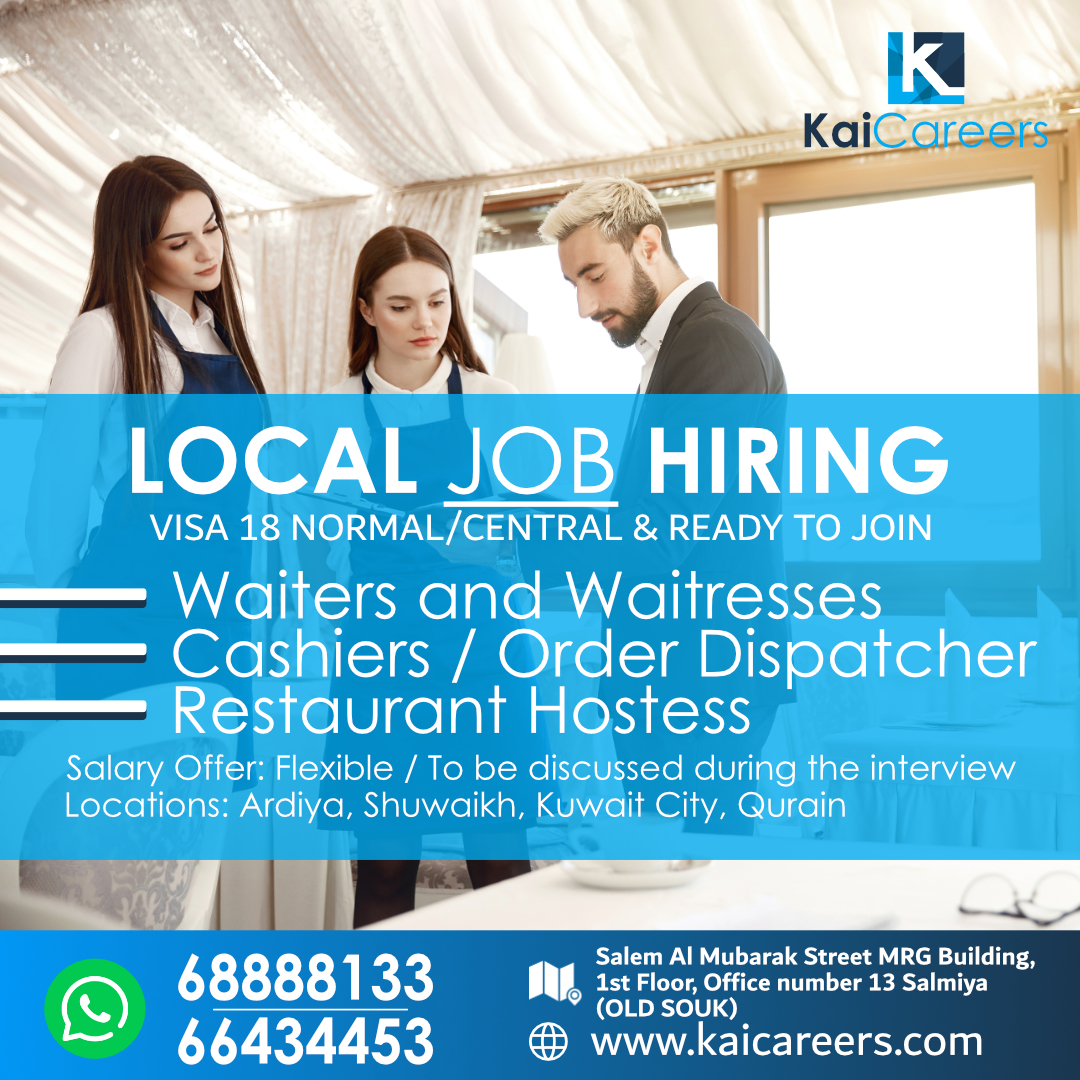 K
KaiCareers
LOCAL JOB HIRING
VISA 18 NORMAL/CENTRAL & READY TO JOIN
Waiters and Waitresses
Cashiers / Order Dispatcher
Restaurant Hostess
Salary Offer: Flexible / To be discussed during the interview
Locations: Ardiya, Shuwaikh, Kuwait City, Qurain
68888133
66434453
Salem Al Mubarak Street MRG Building,
1st Floor, Office number 13 Salmiya
(OLD SOUK)
www.kaicareers.com